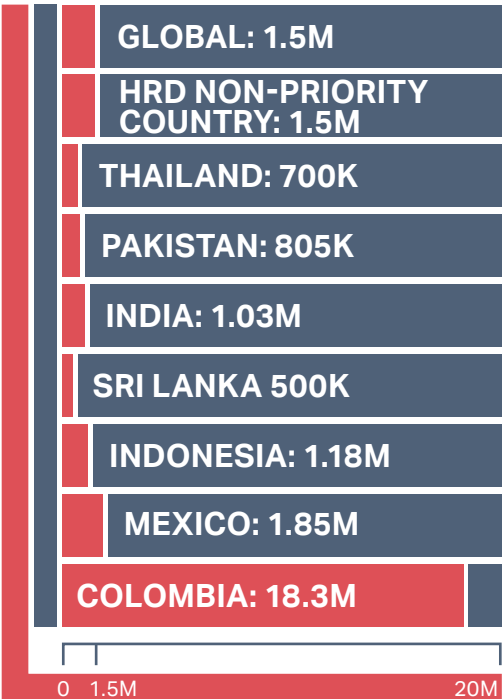 GLOBAL: 1.5M
HRD NON-PRIORITY
COUNTRY: 1.5M
THAILAND: 700K
PAKISTAN: 805K
INDIA: 1.03M
SRI LANKA 500K
INDONESIA: 1.18M
MEXICO: 1.85M
COLOMBIA: 18.3M
0 1.5M 20M